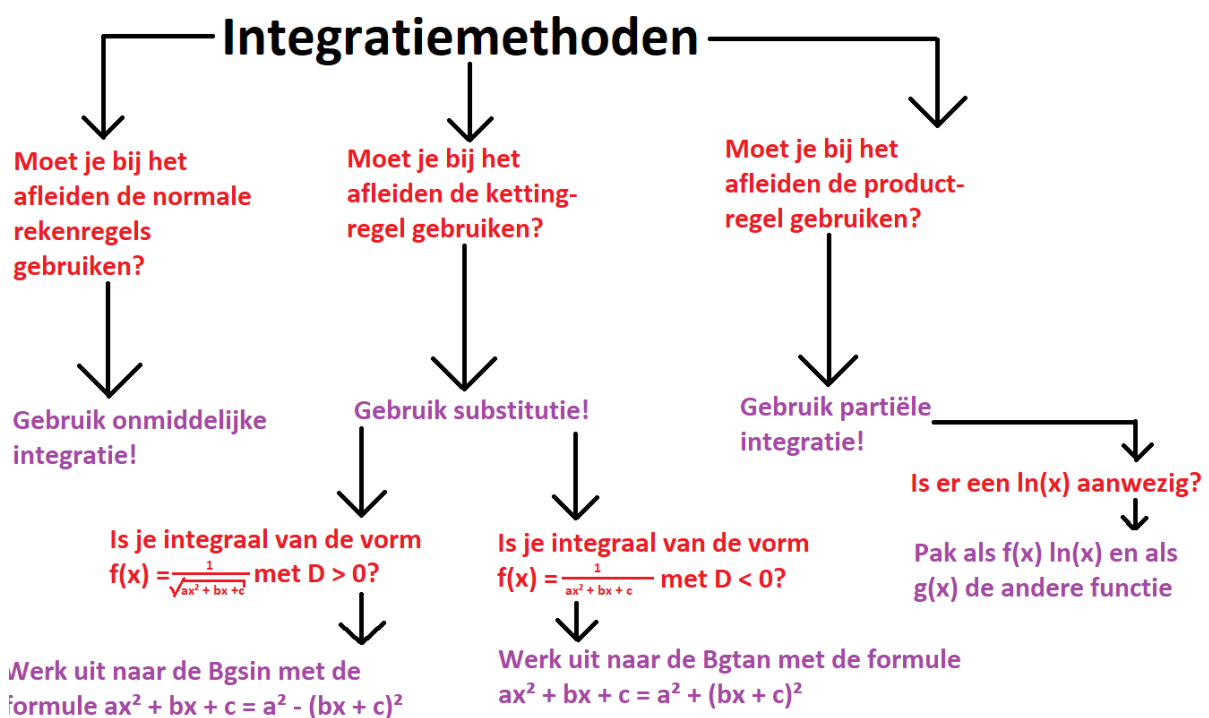 Integratiemethoden
Moet je bij het
afleiden de normale
rekenregels
gebruiken?
Gebruik onmiddelijke
integratie!
Moet je bij het
afleiden de ketting-
regel gebruiken?
Gebruik substitutie!
Is je integraal van de vorm
f(x) = 1/√(ax² + bx +c) met D > 0?
Werk uit naar de Bgsin met de
formule ax² + bx + c = a² - (bx + c)²
Is je integraal van de vorm
f(x) = 1/(ax² + bx + c) met D < 0?
Werk uit naar de Bgtan met de formule
ax² + bx + c = a² + (bx + c)²
Moet je bij het
afleiden de product-
regel gebruiken?
Gebruik partiële
integratie!
Is er een ln(x) aanwezig?
Pak als f(x) ln(x) en als
g(x) de andere functie